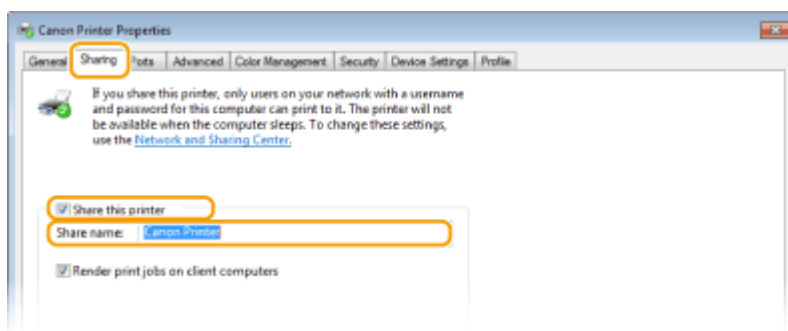 Canon Printer Properties
General Sharing Ports Advanced Color Management Security Device Settings Profile
If you share this printer, only users on your network with a username
and password for this computer can print to it. The printer will not
be available when the computer sleeps. To change these settings,
use the Network and Sharing Center.
Share this printer
Share name: Canon Printer
Render print jobs on client computers